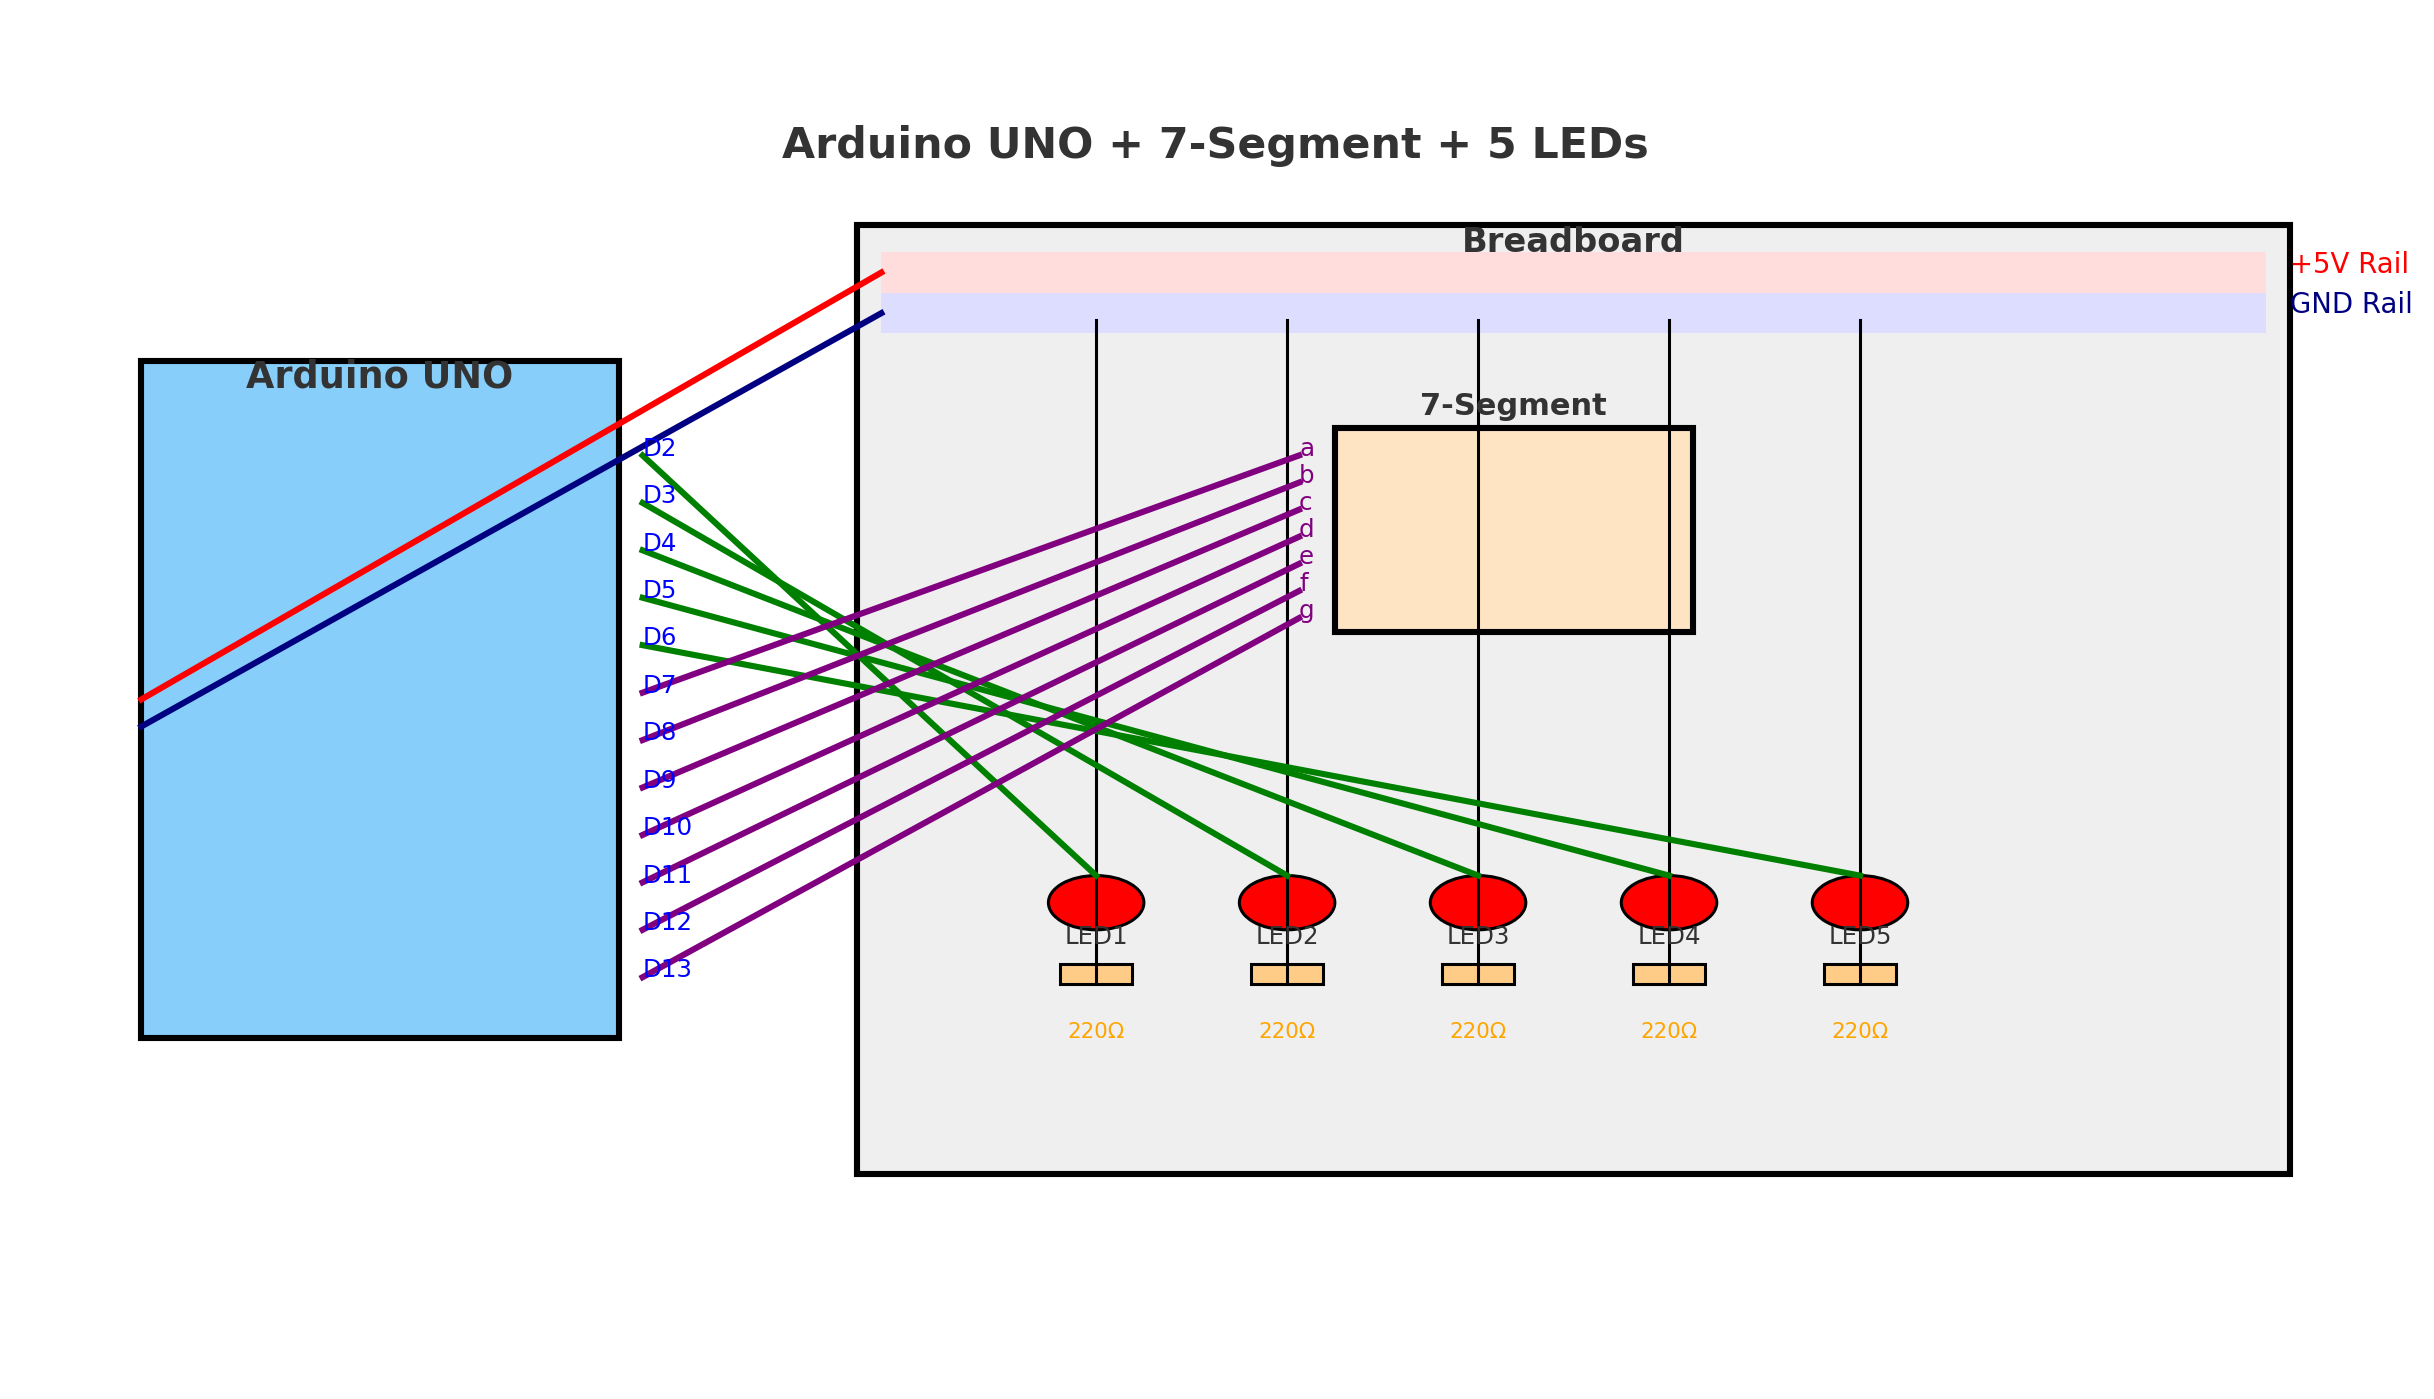 Arduino UNO + 7-Segment + 5 LEDs
Breadboard
+5V Rail
GND Rail
Arduino UNO
7-Segment
D2
D3
D4
D5
D6
D7
D8
D9
D10
D11
D12
D13
a
b
c
d
e
f
g
LED1 LED2 LED3 LED4 LED5
220Ω 220Ω 220Ω 220Ω 220Ω